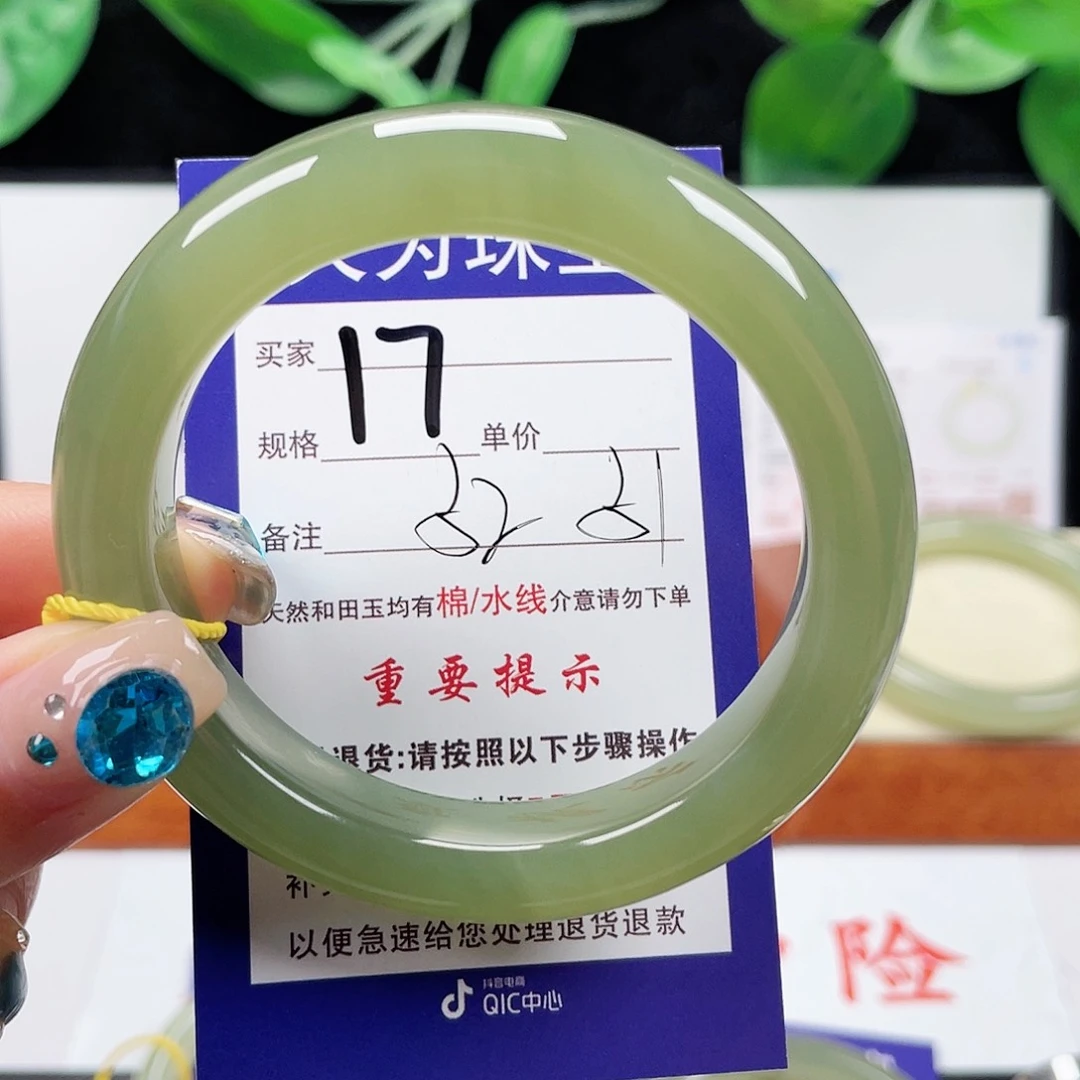 为珠
买家 17
规格 单价
备注
天然和田玉均有棉/水线介意请勿下单
重要提示
退货:请按照以下步骤操作
补
以便急速给您处理退货退款
抖音电商
QIC中心
险